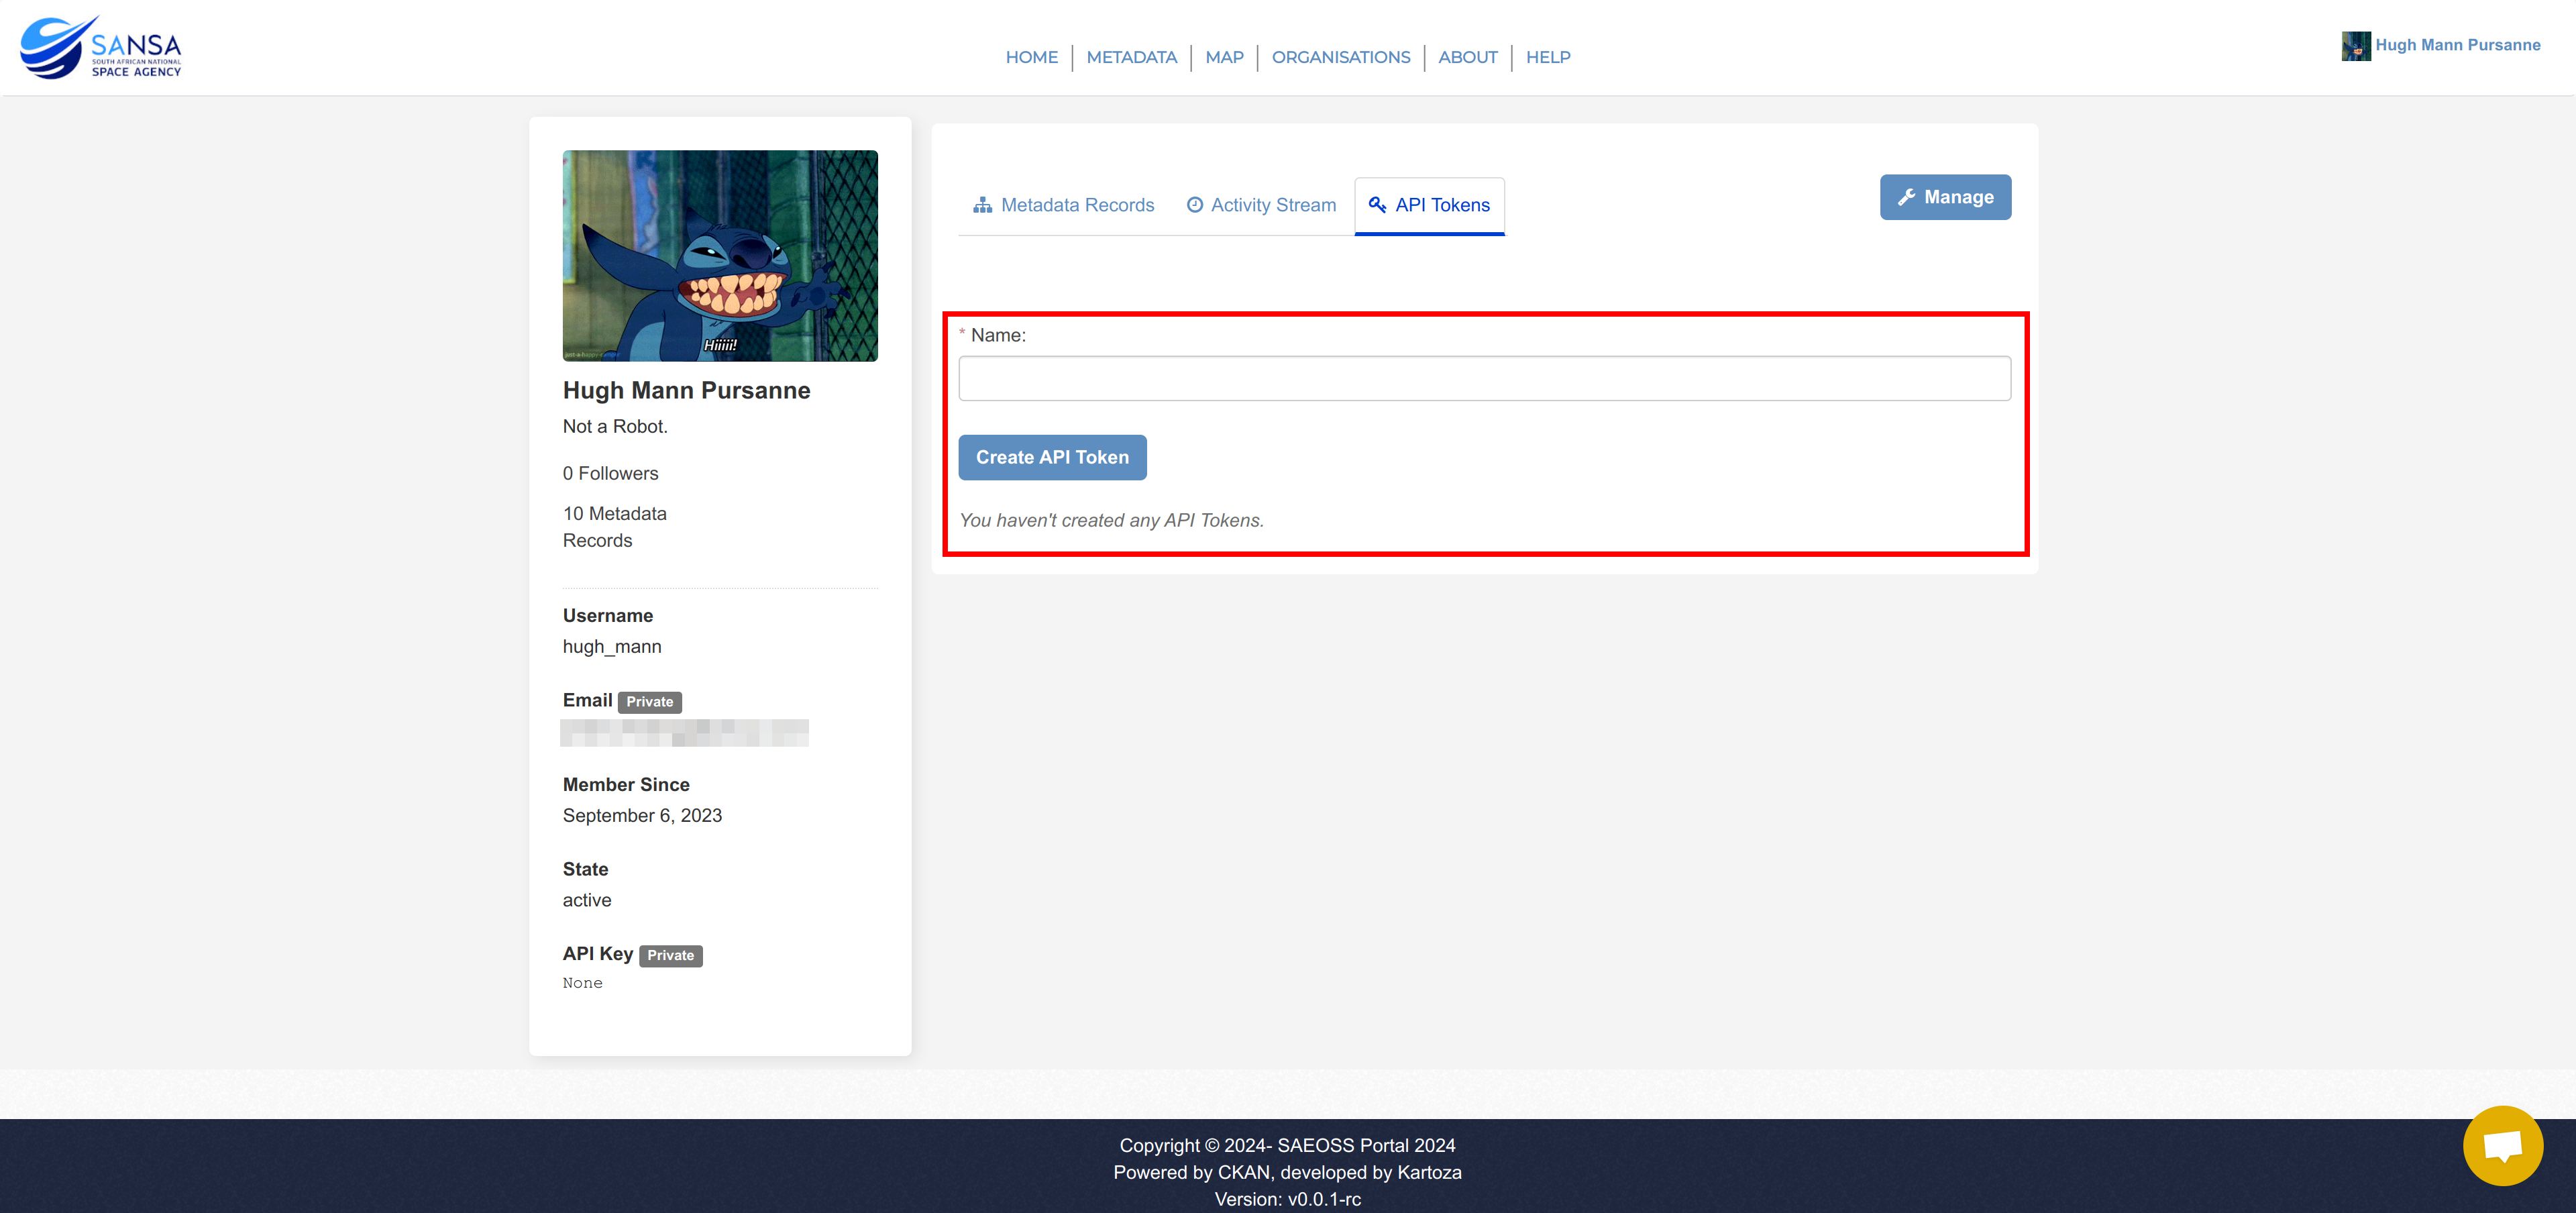 SANSA
SOUTH AFRICAN NATIONAL
SPACE AGENCY
HOME
METADATA
MAP
ORGANISATIONS
ABOUT
HELP
Hugh Mann Pursanne
Hiiiii!
Hugh Mann Pursanne
Not a Robot.
0 Followers
10 Metadata
Records
Username
hugh_mann
Email Private
Member Since
September 6, 2023
State
active
API Key Private
None
Metadata Records
Activity Stream
API Tokens
Manage
* Name:
Create API Token
You haven't created any API Tokens.
Copyright © 2024- SAEOSS Portal 2024
Powered by CKAN, developed by Kartoza
Version: v0.0.1-rc